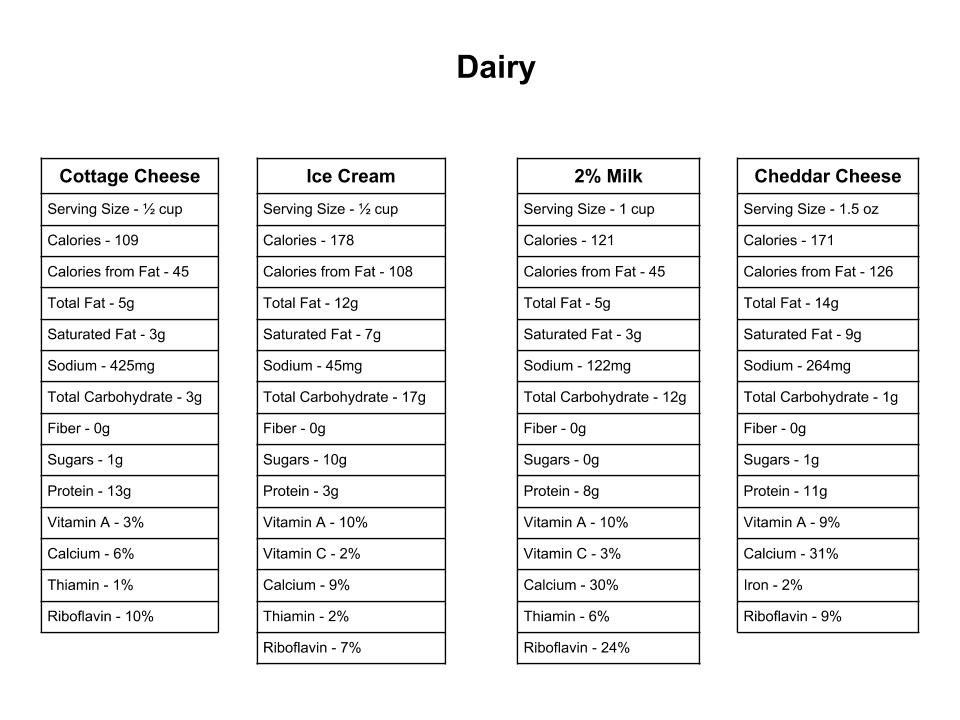 Dairy
Cottage Cheese
Serving Size - ½ cup
Calories - 109
Calories from Fat - 45
Total Fat - 5g
Saturated Fat - 3g
Sodium - 425mg
Total Carbohydrate - 3g
Fiber - 0g
Sugars - 1g
Protein - 13g
Vitamin A - 3%
Calcium - 6%
Thiamin - 1%
Riboflavin - 10%
Ice Cream
Serving Size - ½ cup
Calories - 178
Calories from Fat - 108
Total Fat - 12g
Saturated Fat - 7g
Sodium - 45mg
Total Carbohydrate - 17g
Fiber - 0g
Sugars - 10g
Protein - 3g
Vitamin A - 10%
Vitamin C - 2%
Calcium - 9%
Thiamin - 2%
Riboflavin - 7%
2% Milk
Serving Size - 1 cup
Calories - 121
Calories from Fat - 45
Total Fat - 5g
Saturated Fat - 3g
Sodium - 122mg
Total Carbohydrate - 12g
Fiber - 0g
Sugars - 0g
Protein - 8g
Vitamin A - 10%
Vitamin C - 3%
Calcium - 30%
Thiamin - 6%
Riboflavin - 24%
Cheddar Cheese
Serving Size - 1.5 oz
Calories - 171
Calories from Fat - 126
Total Fat - 14g
Saturated Fat - 9g
Sodium - 264mg
Total Carbohydrate - 1g
Fiber - 0g
Sugars - 1g
Protein - 11g
Vitamin A - 9%
Calcium - 31%
Iron - 2%
Riboflavin - 9%